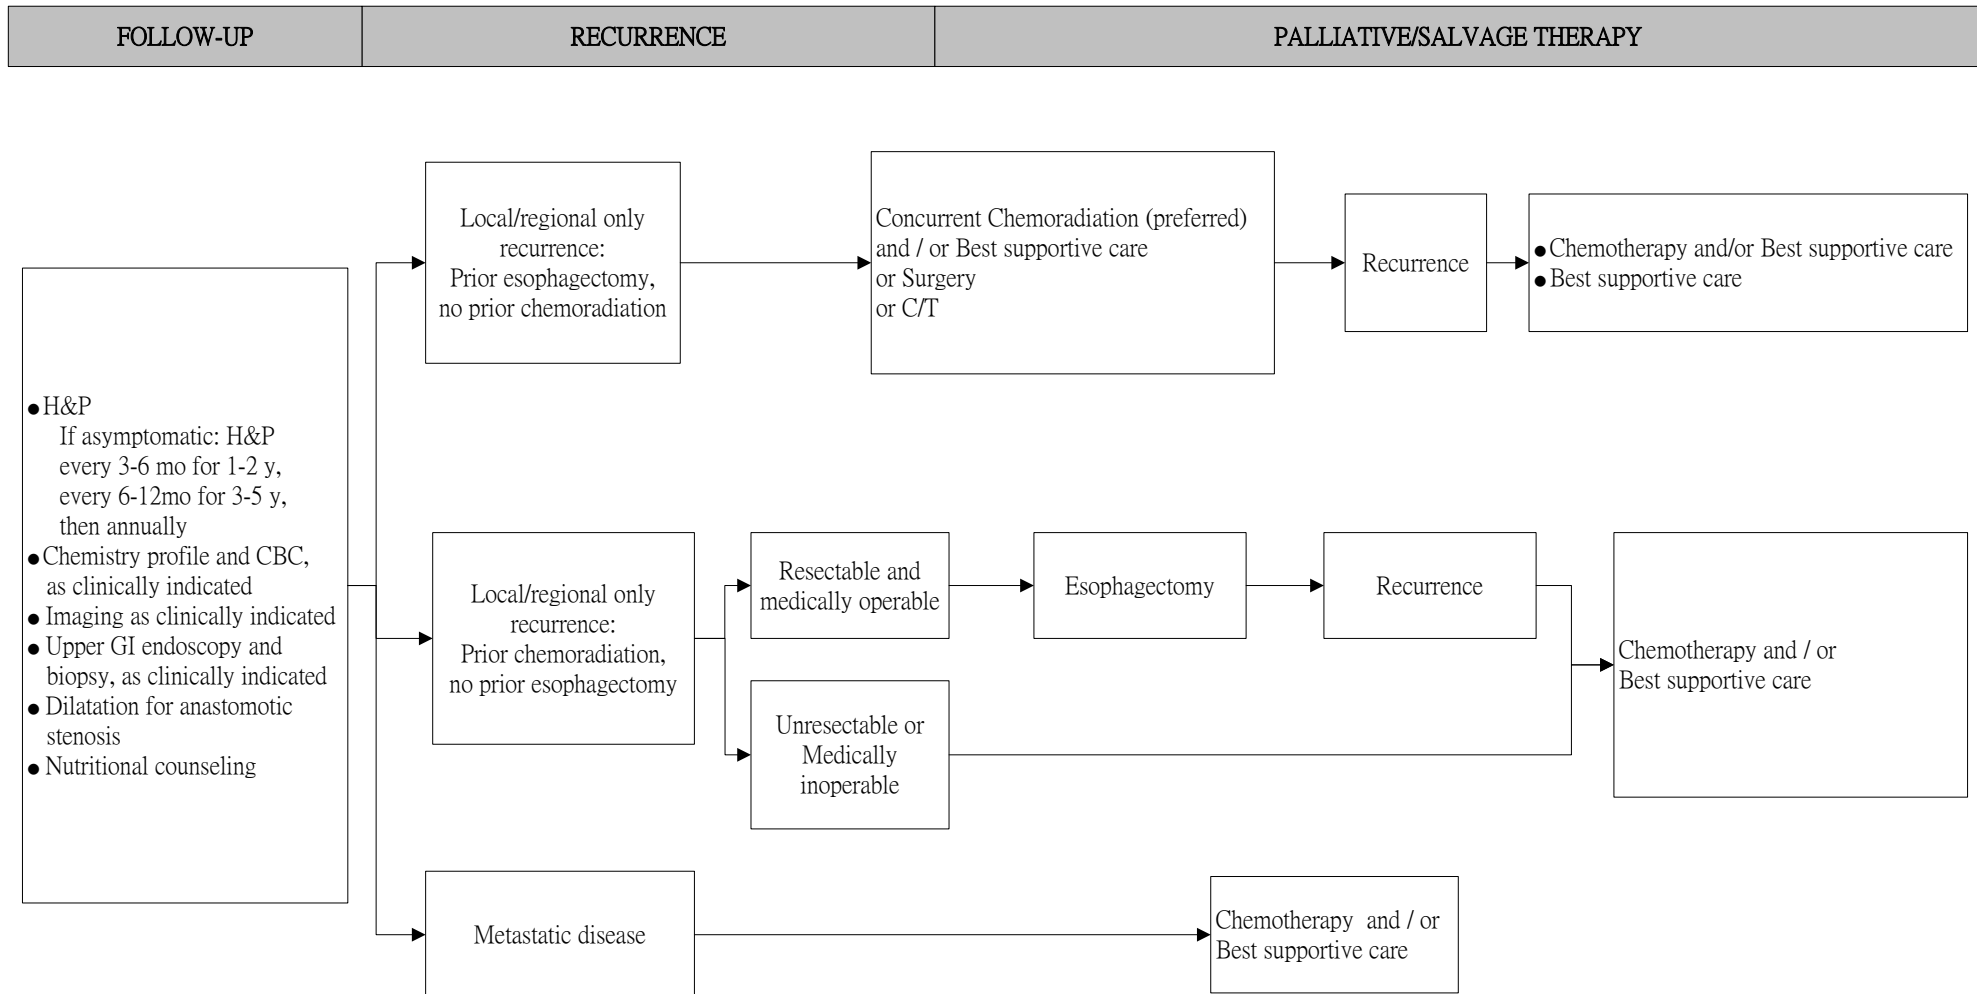 FOLLOW-UP
RECURRENCE
PALLIATIVE/SALVAGE THERAPY
● H&P
If asymptomatic: H&P
every 3-6 mo for 1-2 y,
every 6-12mo for 3-5 y,
then annually
● Chemistry profile and CBC,
as clinically indicated
● Imaging as clinically indicated
● Upper GI endoscopy and
biopsy, as clinically indicated
● Dilatation for anastomotic
stenosis
● Nutritional counseling
Local/regional only
recurrence:
Prior esophagectomy,
no prior chemoradiation
Concurrent Chemoradiation (preferred)
and / or Best supportive care
or Surgery
or C/T
Recurrence
● Chemotherapy and/or Best supportive care
● Best supportive care
Local/regional only
recurrence:
Prior chemoradiation,
no prior esophagectomy
Resectable and
medically operable
Esophagectomy
Recurrence
Unresectable or
Medically
inoperable
Chemotherapy and / or
Best supportive care
Metastatic disease
Chemotherapy and / or
Best supportive care